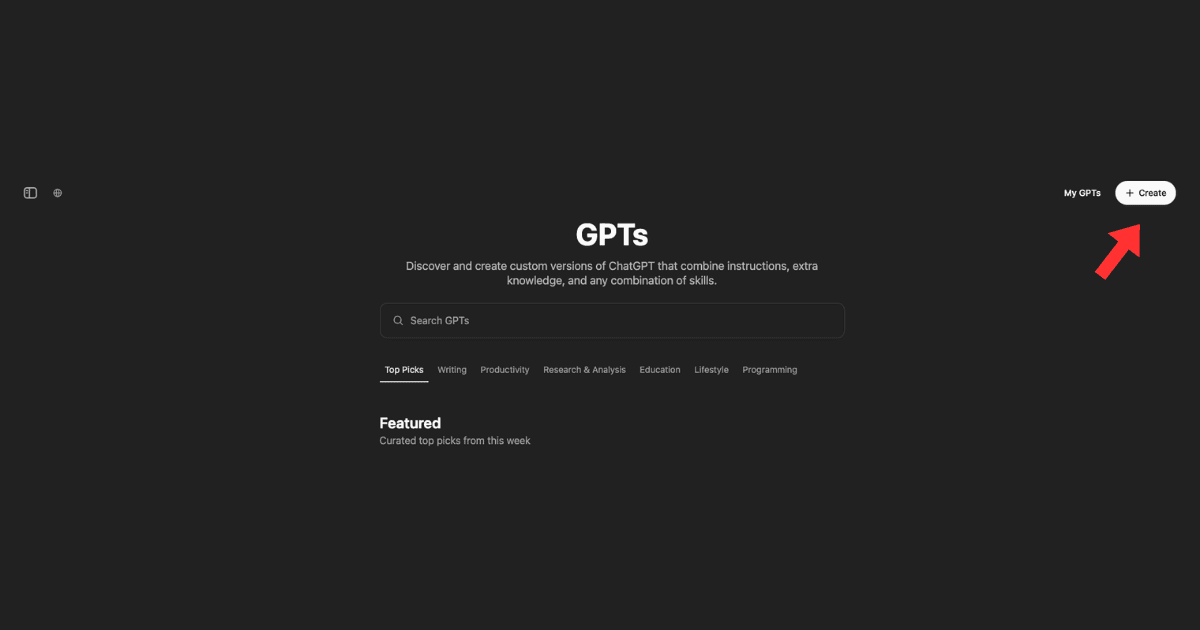 My GPTs
+ Create
GPTs
Discover and create custom versions of ChatGPT that combine instructions, extra
knowledge, and any combination of skills.
Search GPTs
Top Picks Writing Productivity Research & Analysis Education Lifestyle Programming
Featured
Curated top picks from this week